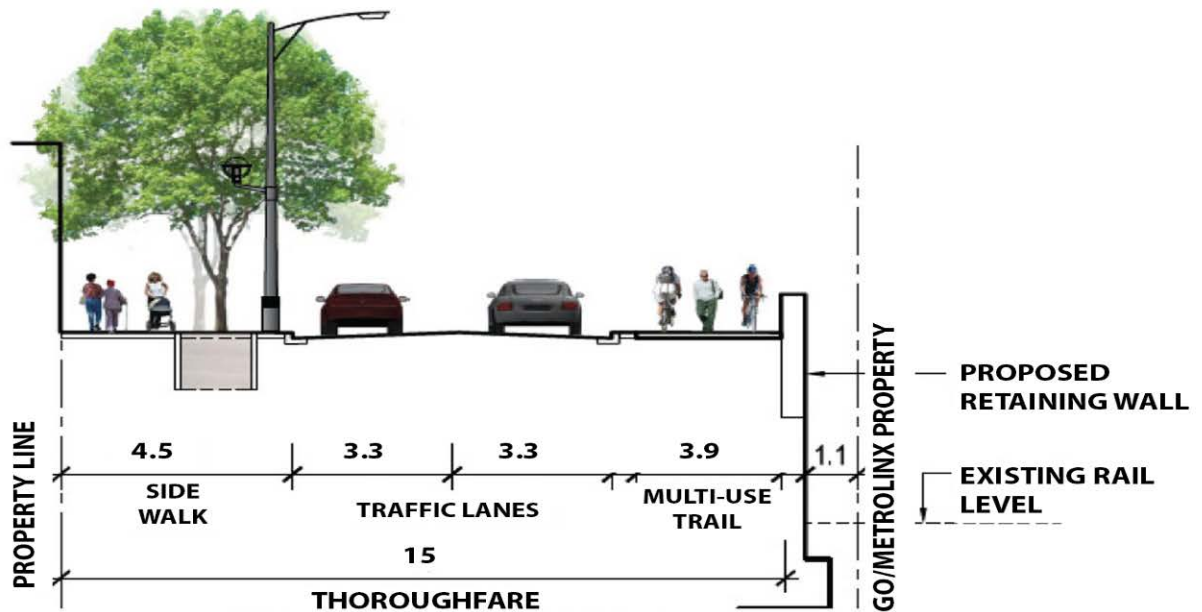 PROPERTY LINE
4.5
3.3
3.3
3.9
1.1
SIDE
WALK
TRAFFIC LANES
MULTI-USE
TRAIL
15
THOROUGHFARE
GO/METROLINX PROPERTY
PROPOSED
RETAINING WALL
EXISTING RAIL
LEVEL